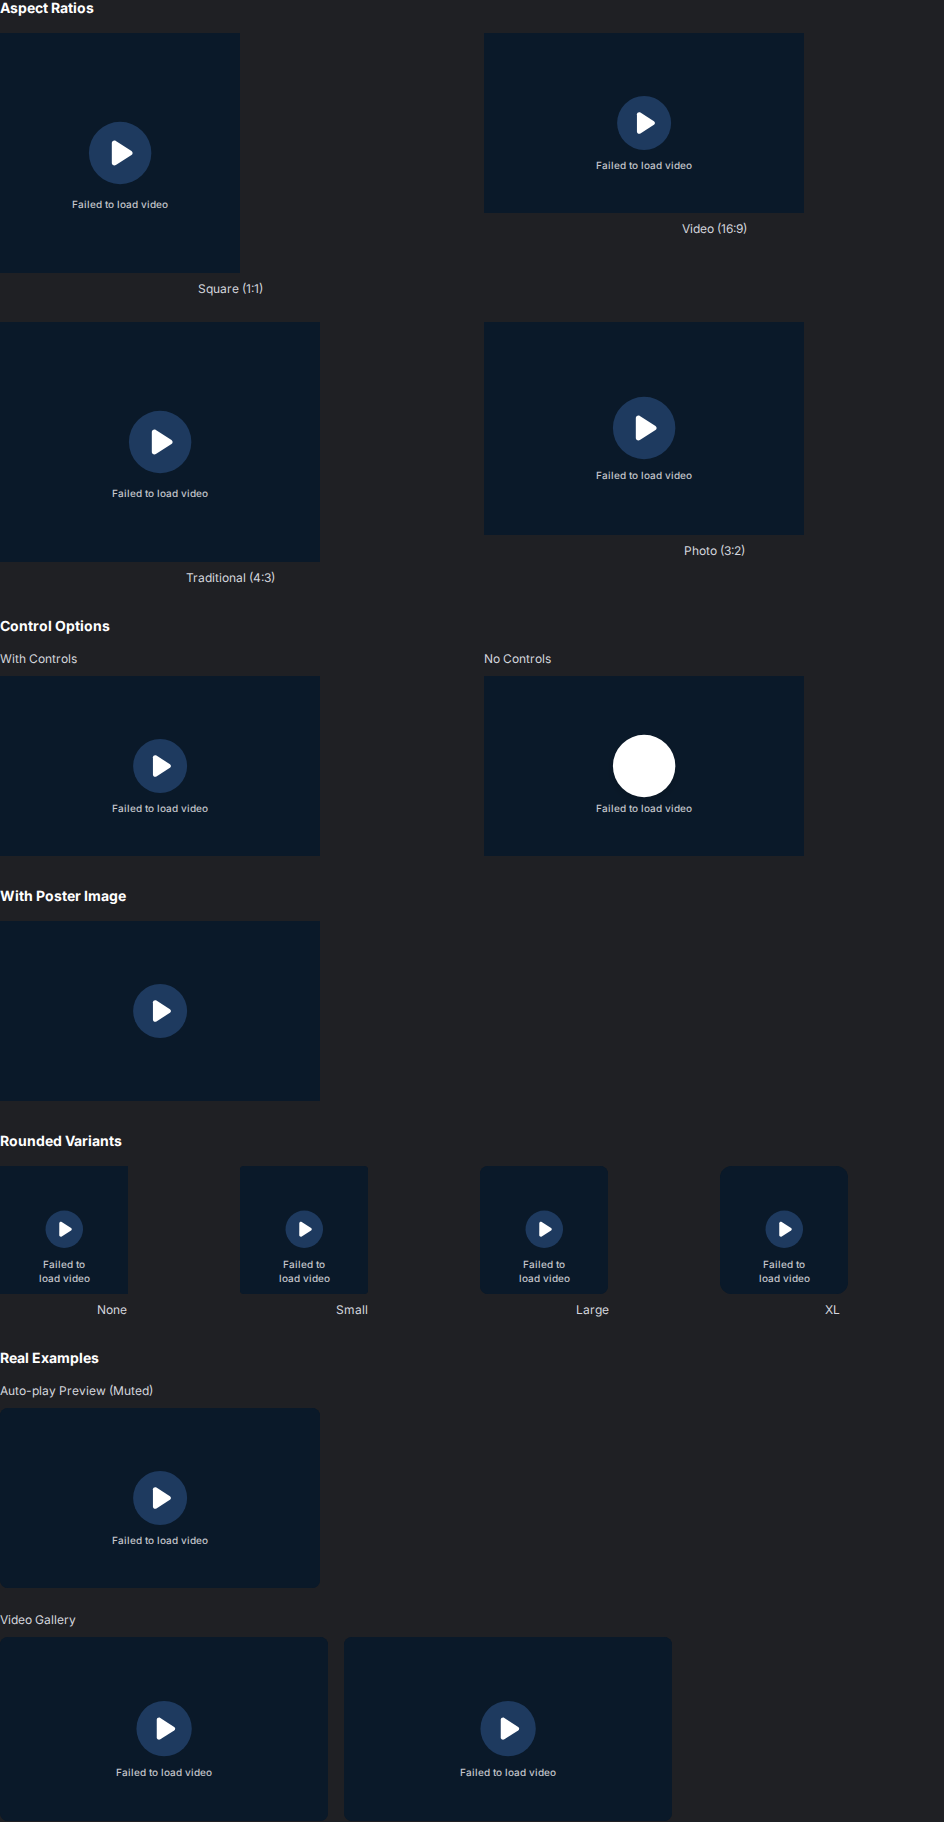 Aspect Ratios
Failed to load video
Failed to load video
Video (16:9)
Square (1:1)
Failed to load video
Failed to load video
Photo (3:2)
Traditional (4:3)
Control Options
With Controls
No Controls
Failed to load video
Failed to load video
With Poster Image
Rounded Variants
Failed to
load video
Failed to
load video
Failed to
load video
Failed to
load video
None
Small
Large
XL
Real Examples
Auto-play Preview (Muted)
Failed to load video
Video Gallery
Failed to load video
Failed to load video